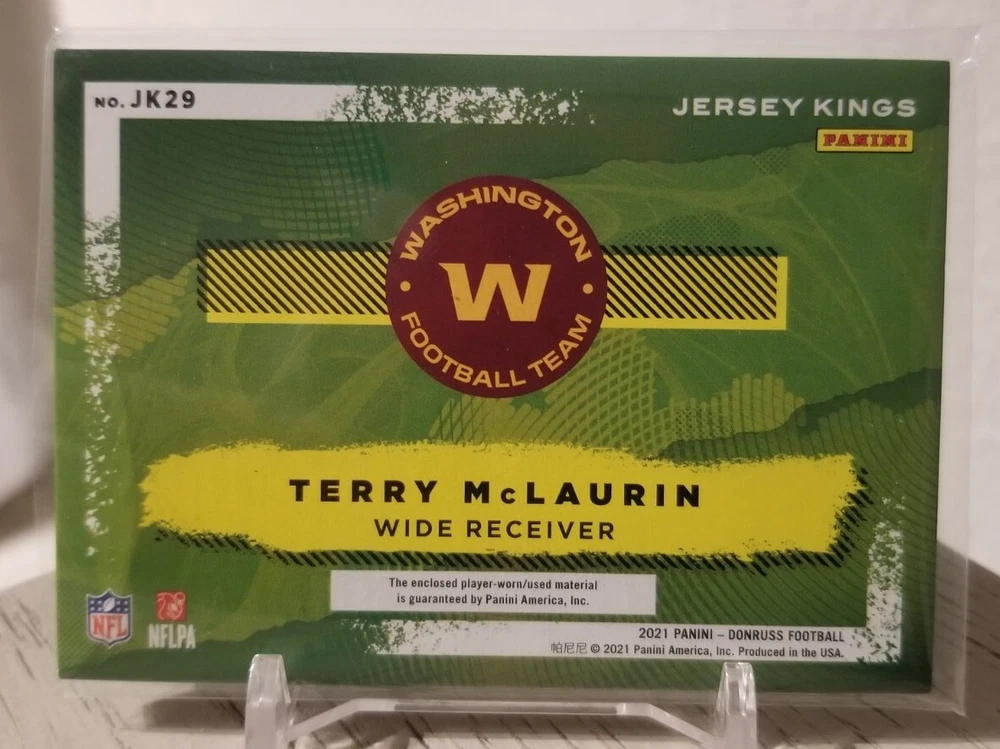 NO. JK29
JERSEY KINGS
PANINI
WASHINGTON
W
FOOTBALL TEAM
TERRY McLAURIN
WIDE RECEIVER
The enclosed player-worn/used material
is guaranteed by Panini America, Inc.
NFL
NFLPA
2021 PANINI – DONRUSS FOOTBALL
帕尼尼 © 2021 Panini America, Inc. Produced in the USA.